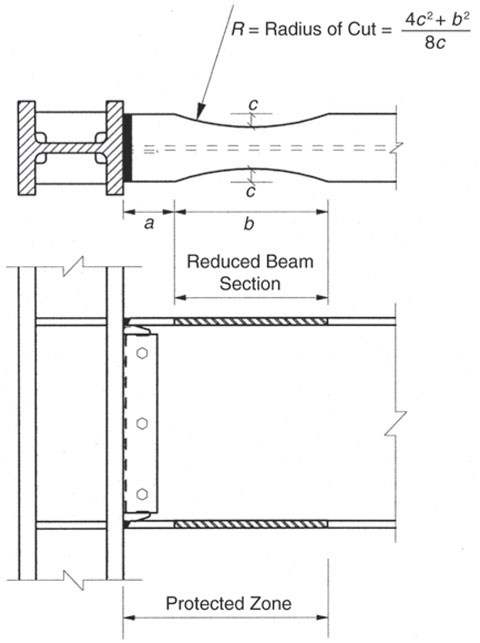 R = Radius of Cut = 4c² + b² / 8c
c
c
a
b
Reduced Beam
Section
Protected Zone